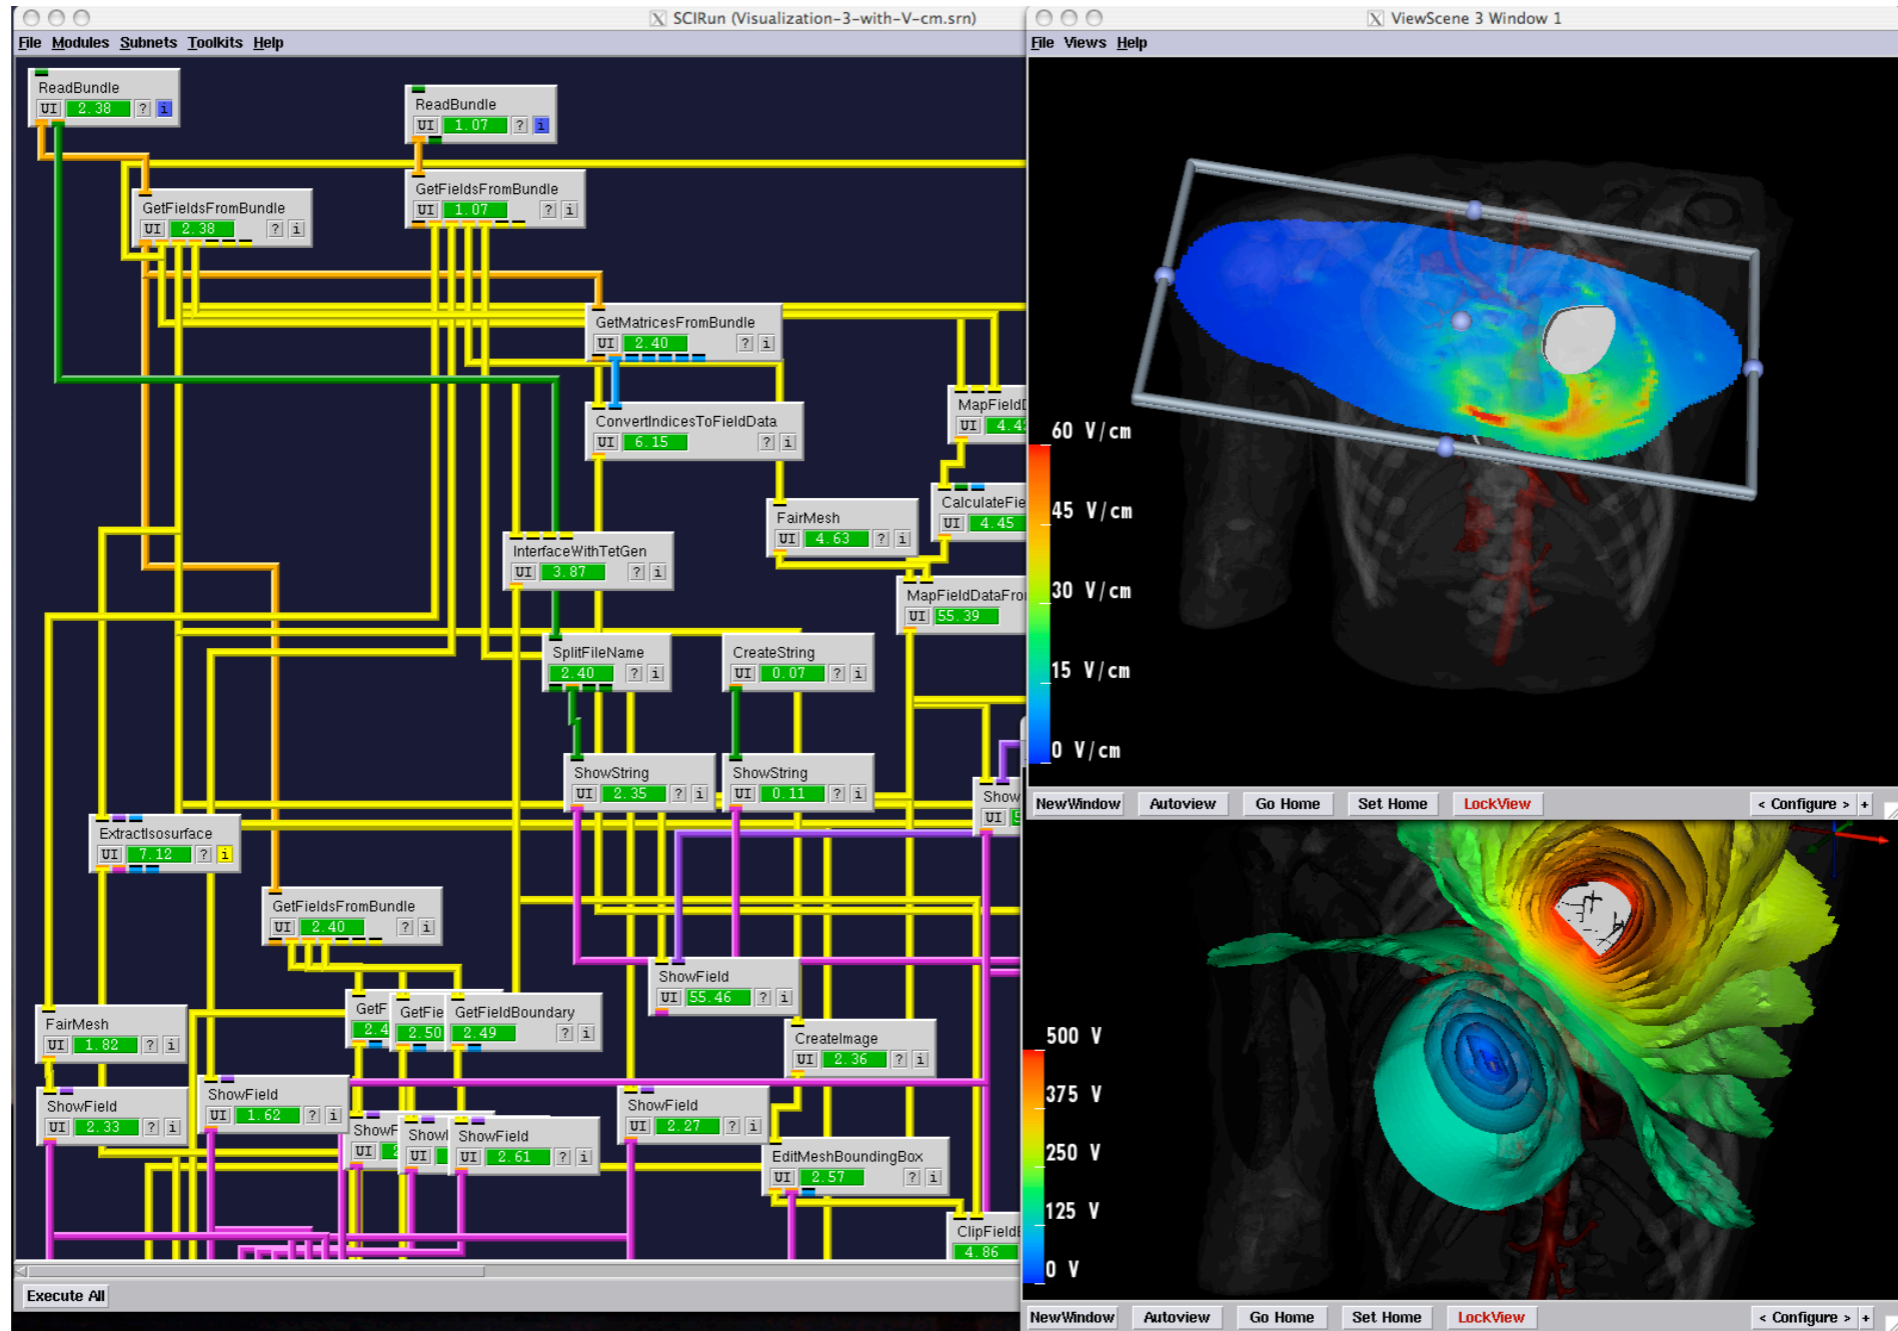 SCIRun (Visualization-3-with-V-cm.srn)
File Modules Subnets Toolkits Help
ReadBundle
UI 2.38 ? i
ReadBundle
UI 1.07 ? i
GetFieldsFromBundle
UI 2.38 ? i
GetFieldsFromBundle
UI 1.07 ? i
GetMatricesFromBundle
UI 2.40 ? i
ConvertIndicesToFieldData
UI 6.15 ? i
MapFieldD
UI 4.4
CalculateFie
UI 4.45
FairMesh
UI 4.63 ? i
InterfaceWithTetGen
UI 3.87 ? i
MapFieldDataFro
UI 55.39
SplitFileName
2.40 ? i
CreateString
UI 0.07 ? i
ShowString
UI 2.35 ? i
ShowString
UI 0.11 ? i
Show
UI 5
ExtractIsosurface
UI 7.12 ? i
GetFieldsFromBundle
UI 2.40 ? i
ShowField
UI 55.46 ? i
FairMesh
UI 1.82 ? i
GetF
2.4
GetFie
2.50
GetFieldBoundary
2.49 ? i
CreateImage
UI 2.36 ? i
ShowField
UI 2.33 ? i
ShowField
UI 1.62 ? i
ShowF
UI 2
Showl
UI
ShowField
UI 2.61 ? i
ShowField
UI 2.27 ? i
EditMeshBoundingBox
UI 2.57 ? i
ClipFieldB
4.86
Execute All
ViewScene 3 Window 1
File Views Help
60 V/cm
45 V/cm
30 V/cm
15 V/cm
0 V/cm
NewWindow Autoview Go Home Set Home LockView < Configure > +
500 V
375 V
250 V
125 V
0 V
NewWindow Autoview Go Home Set Home LockView < Configure > +